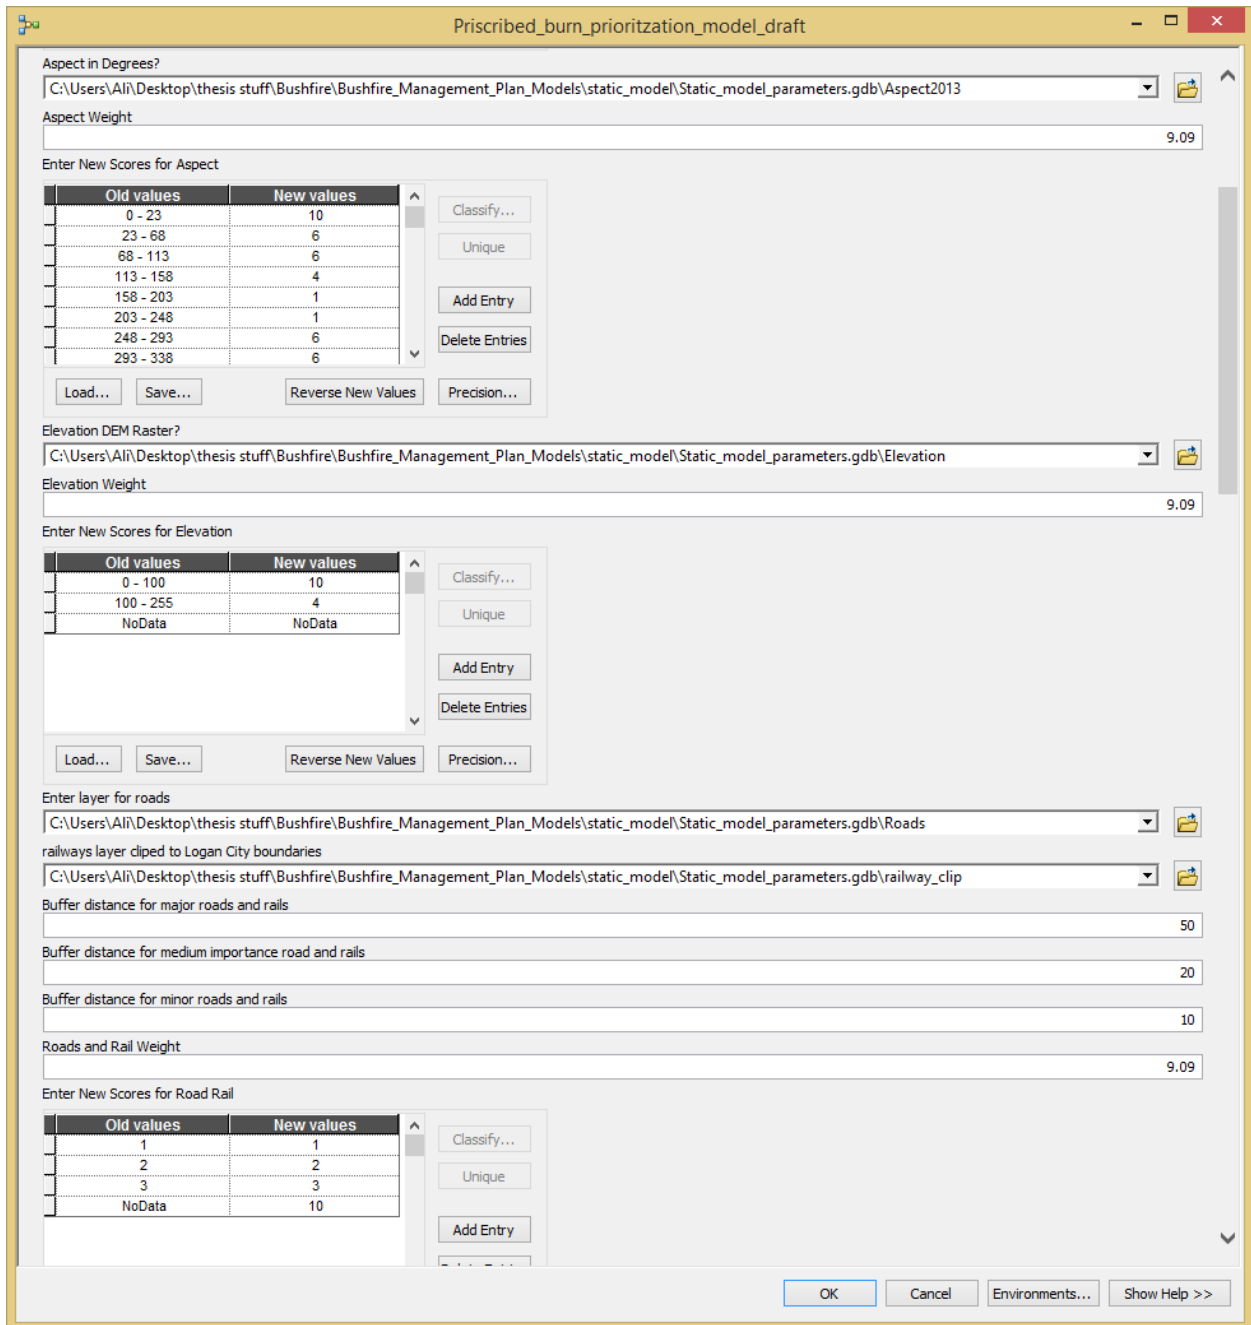 Priscribed_burn_prioritzation_model_draft
Aspect in Degrees?
C:\Users\Ali\Desktop\thesis stuff\Bushfire\Bushfire_Management_Plan_Models\static_model\Static_model_parameters.gdb\Aspect2013
Aspect Weight
9.09
Enter New Scores for Aspect
Old values New values
0 - 23 10
23 - 68 6
68 - 113 6
113 - 158 4
158 - 203 1
203 - 248 1
248 - 293 6
293 - 338 6
Classify...
Unique
Add Entry
Delete Entries
Load... Save... Reverse New Values Precision...
Elevation DEM Raster?
C:\Users\Ali\Desktop\thesis stuff\Bushfire\Bushfire_Management_Plan_Models\static_model\Static_model_parameters.gdb\Elevation
Elevation Weight
9.09
Enter New Scores for Elevation
Old values New values
0 - 100 10
100 - 255 4
NoData NoData
Classify...
Unique
Add Entry
Delete Entries
Load... Save... Reverse New Values Precision...
Enter layer for roads
C:\Users\Ali\Desktop\thesis stuff\Bushfire\Bushfire_Management_Plan_Models\static_model\Static_model_parameters.gdb\Roads
railways layer cliped to Logan City boundaries
C:\Users\Ali\Desktop\thesis stuff\Bushfire\Bushfire_Management_Plan_Models\static_model\Static_model_parameters.gdb\railway_clip
Buffer distance for major roads and rails
50
Buffer distance for medium importance road and rails
20
Buffer distance for minor roads and rails
10
Roads and Rail Weight
9.09
Enter New Scores for Road Rail
Old values New values
1 1
2 2
3 3
NoData 10
Classify...
Unique
Add Entry
OK Cancel Environments... Show Help >>